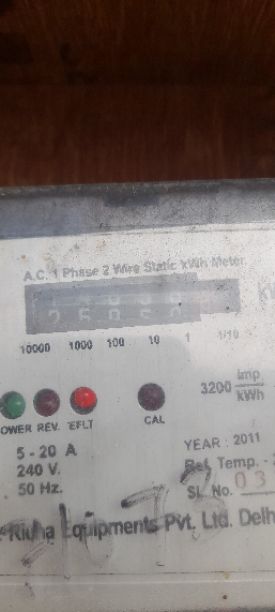 A.C. 1 Phase 2 Wire Static kWh Meter
10000 1000 100 10 1 1/10
3200 imp/kWh
OWER REV. EFLT CAL
5 - 20 A
240 V.
50 Hz.
YEARః 2011
Ref. Temp. -
Sl. No. 03
Equipments Pvt. Ltd. Delh